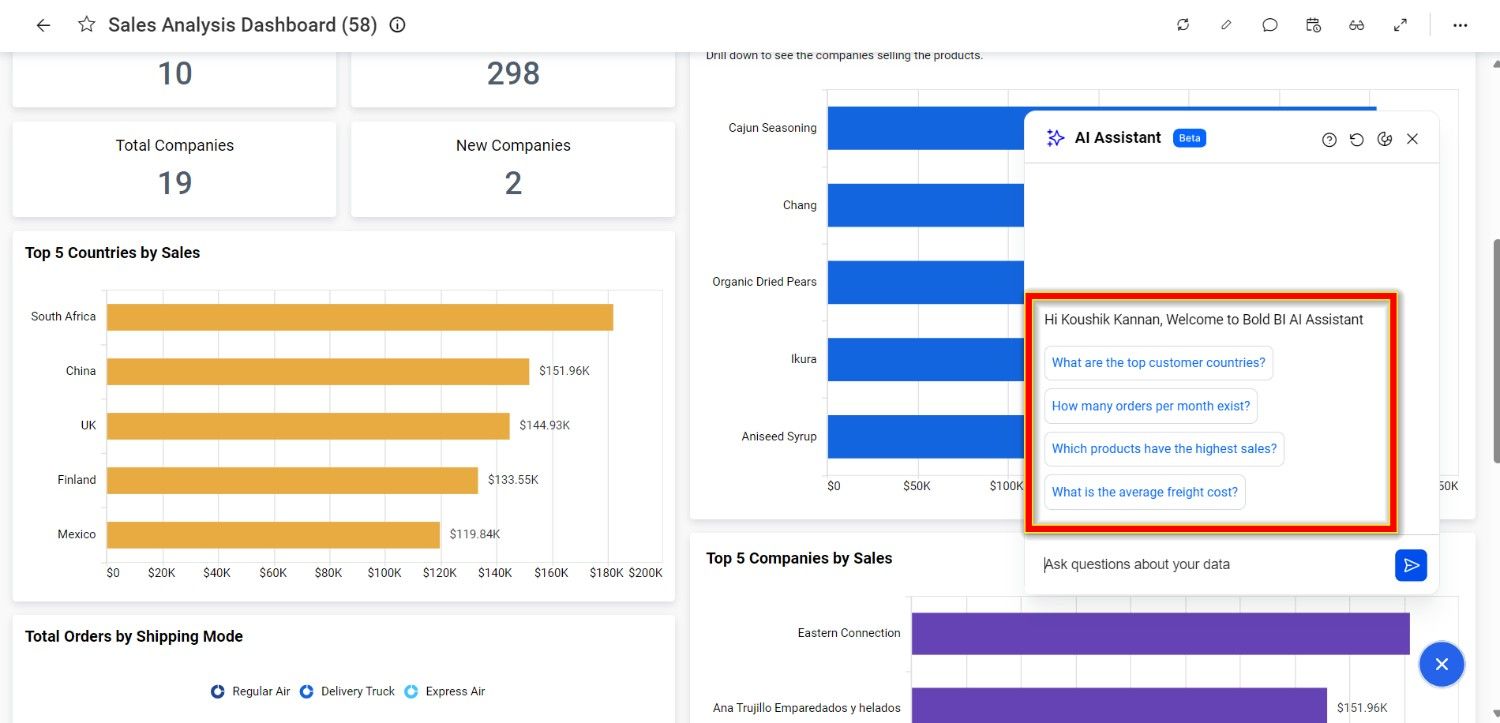 Sales Analysis Dashboard (58)
10
298
Total Companies
19
New Companies
2
Top 5 Countries by Sales
South Africa
China
$151.96K
UK
$144.93K
Finland
$133.55K
Mexico
$119.84K
$0 $20K $40K $60K $80K $100K $120K $140K $160K $180K $200K
Total Orders by Shipping Mode
Regular Air Delivery Truck Express Air
Drill down to see the companies selling the products.
Cajun Seasoning
Chang
Organic Dried Pears
Ikura
Aniseed Syrup
$0 $50K $100K
50K
AI Assistant Beta
Hi Koushik Kannan, Welcome to Bold BI AI Assistant
What are the top customer countries?
How many orders per month exist?
Which products have the highest sales?
What is the average freight cost?
Ask questions about your data
Top 5 Companies by Sales
Eastern Connection
Ana Trujillo Emparedados y helados
$151.96K